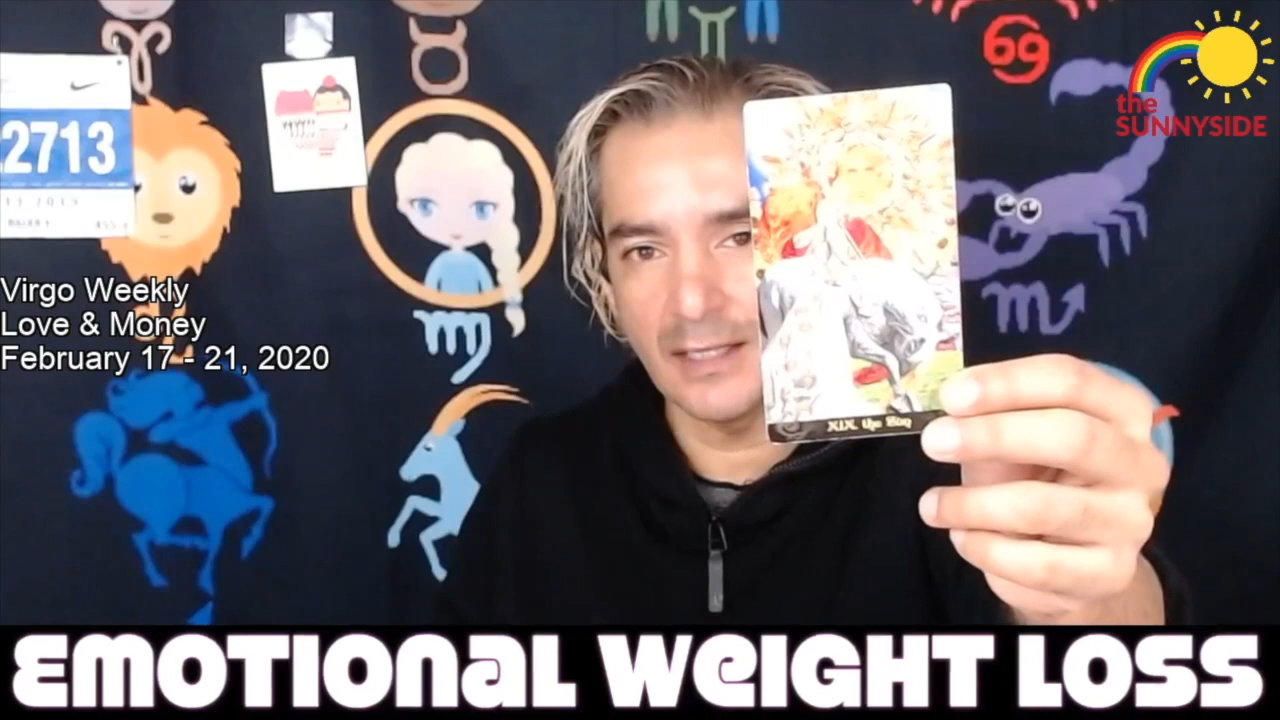 the
SUNNYSIDE
2713
Virgo Weekly
Love & Money
February 17 - 21, 2020
XIX. the Sun
EMOTIONAL WEIGHT LOSS